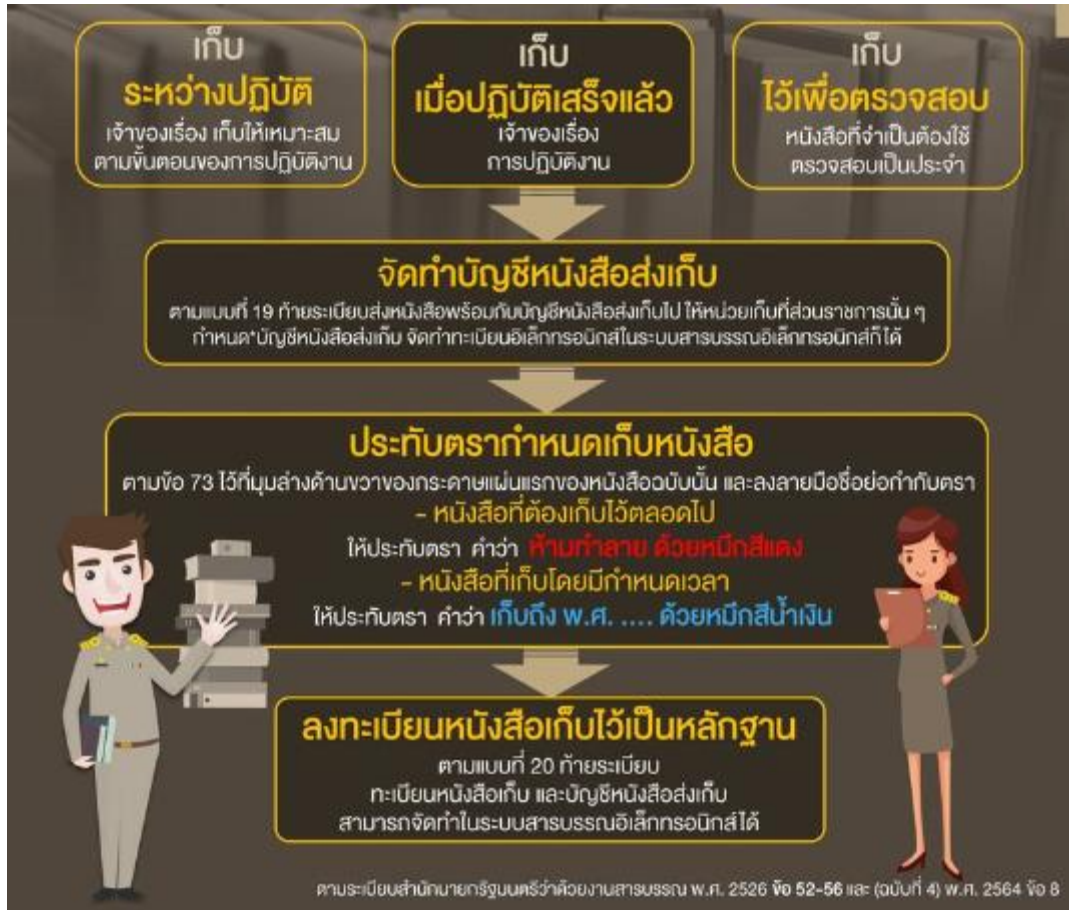 เก็บ
ระหว่างปฏิบัติ
เจ้าของเรื่อง เก็บให้เหมาะสม
ตามขั้นตอนของการปฏิบัติงาน
เก็บ
เมื่อปฏิบัติเสร็จแล้ว
เจ้าของเรื่อง
การปฏิบัติงาน
เก็บ
ไว้เพื่อตรวจสอบ
หนังสือที่จำเป็นต้องใช้
ตรวจสอบเป็นประจำ
จัดทำบัญชีหนังสือส่งเก็บ
ตามแบบที่ 19 ท้ายระเบียบส่งหนังสือพร้อมกับบัญชีหนังสือส่งเก็บไป ให้หน่วยเก็บที่ส่วนราชการนั้น ๆ
กำหนด*บัญชีหนังสือส่งเก็บ จัดทำทะเบียนอิเล็กทรอนิกส์ในระบบสารบรรณอิเล็กทรอนิกส์ก็ได้
ประทับตรากำหนดเก็บหนังสือ
ตามข้อ 73 ไว้ที่มุมล่างด้านขวาของกระดาษแผ่นแรกของหนังสือฉบับนั้น และลงลายมือชื่อย่อกำกับตรา
- หนังสือที่ต้องเก็บไว้ตลอดไป
ให้ประทับตรา คำว่า ห้ามทำลาย ด้วยหมึกสีแดง
- หนังสือที่เก็บโดยมีกำหนดเวลา
ให้ประทับตรา คำว่า เก็บถึง พ.ศ. .... ด้วยหมึกสีน้ำเงิน
ลงทะเบียนหนังสือเก็บไว้เป็นหลักฐาน
ตามแบบที่ 20 ท้ายระเบียบ
ทะเบียนหนังสือเก็บ และบัญชีหนังสือส่งเก็บ
สามารถจัดทำในระบบสารบรรณอิเล็กทรอนิกส์ได้
ตามระเบียบสำนักนายกรัฐมนตรีว่าด้วยงานสารบรรณ พ.ศ. 2526 ข้อ 52-56 และ (ฉบับที่ 4) พ.ศ. 2564 ข้อ 8